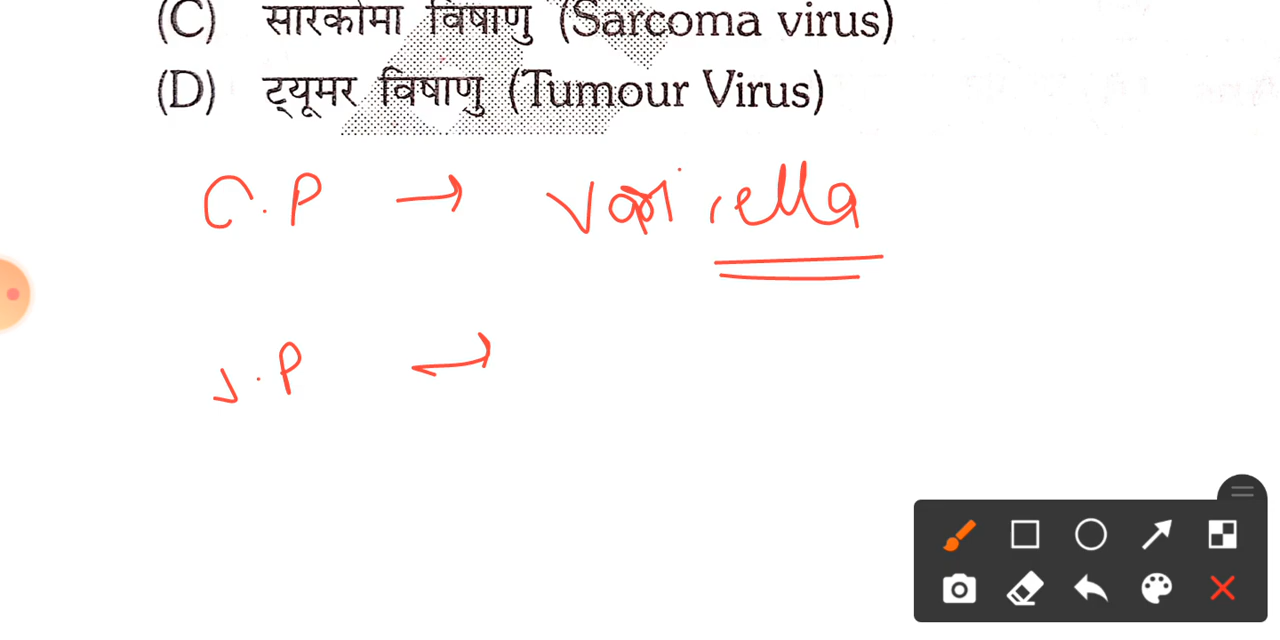 (C) सारकोमा विषाणु (Sarcoma virus)
(D) ट्यूमर विषाणु (Tumour Virus)
C.P → Varicella
.P →